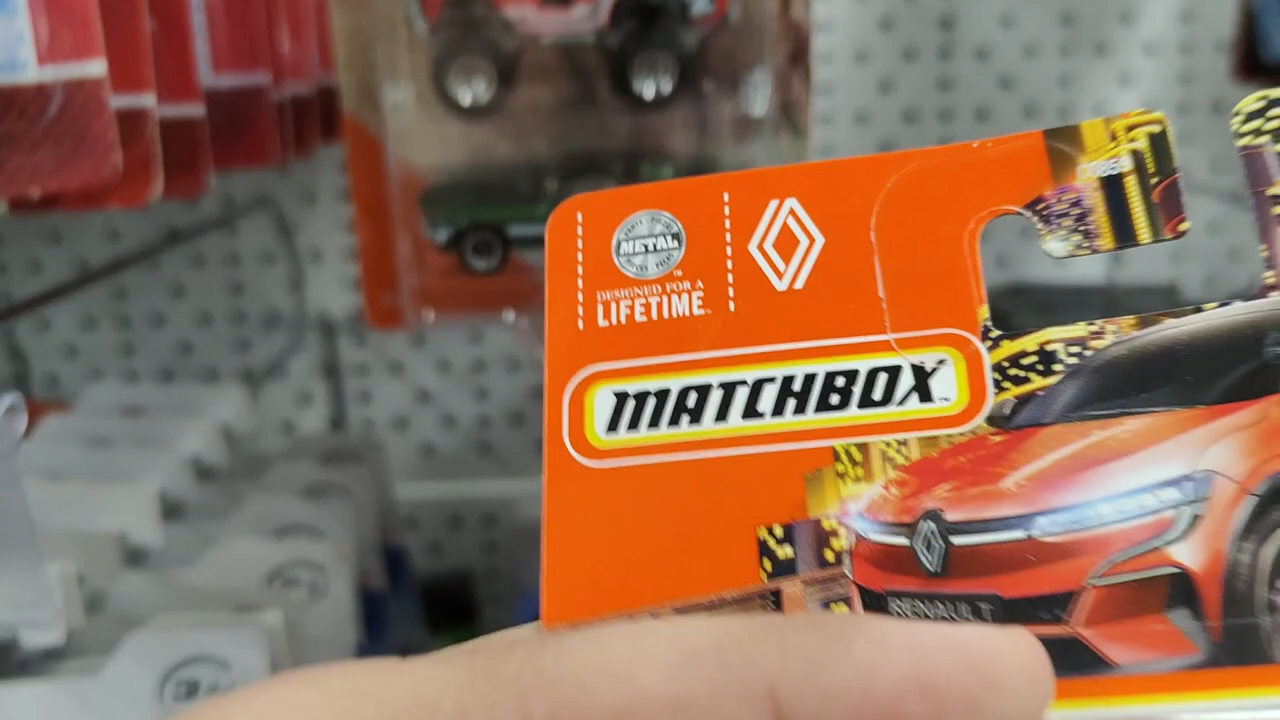 METAL
DESIGNED FOR A
LIFETIME
MATCHBOX
RENAULT